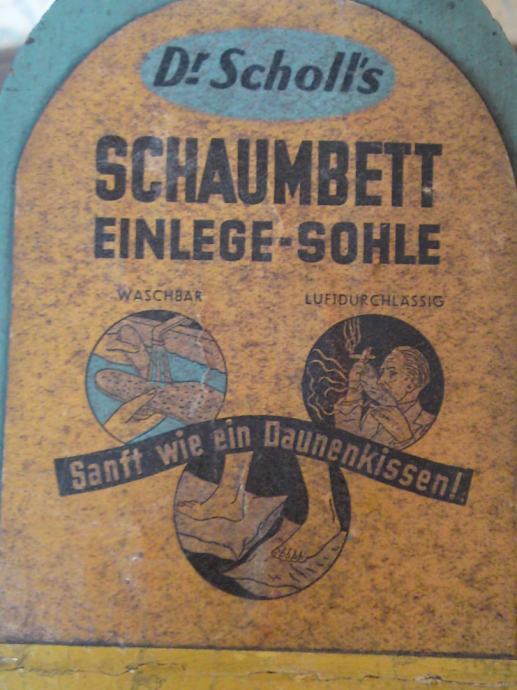 Dr Scholl's
SCHAUMBETT
EINLEGE-SOHLE
WASCHBAR
LUFTDURCHLÄSSIG
Sanft wie ein Daunenkissen!